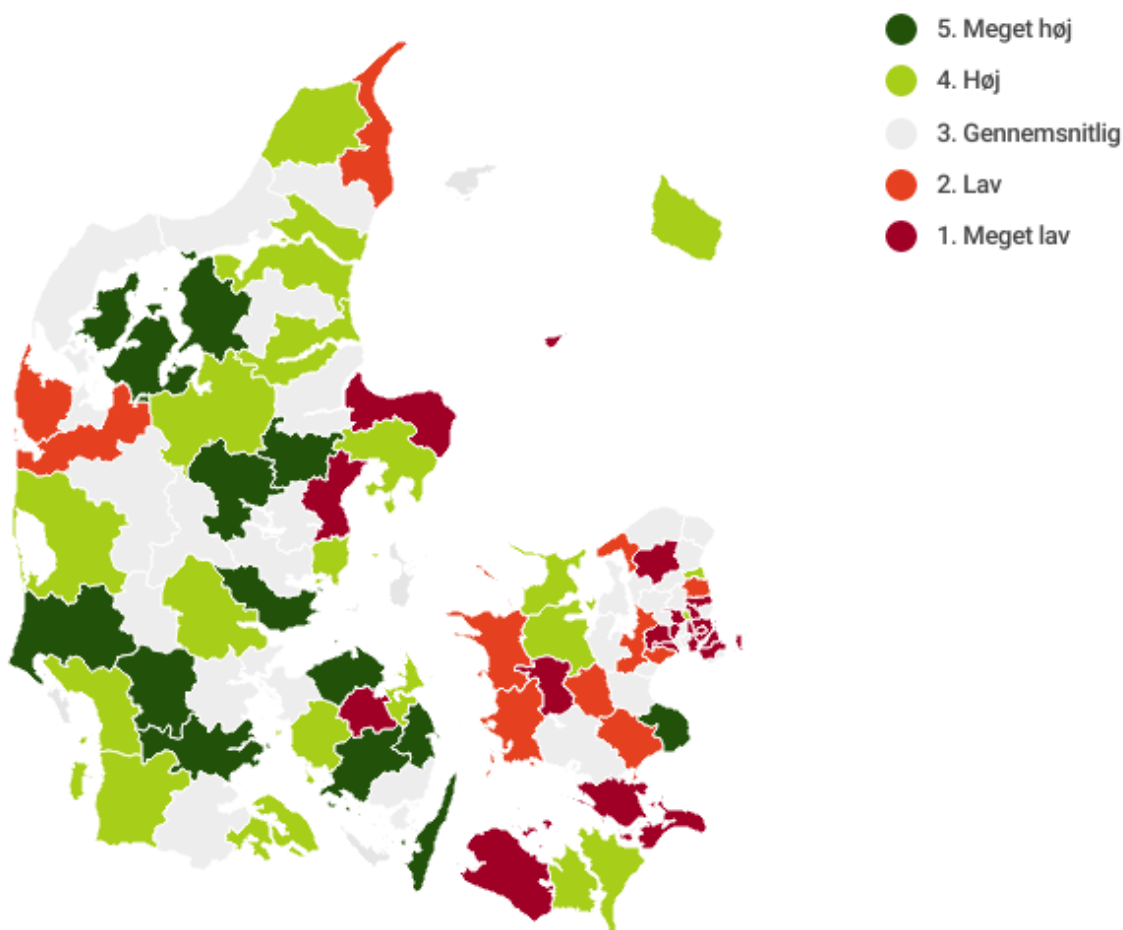 5. Meget høj
4. Høj
3. Gennemsnitlig
2. Lav
1. Meget lav